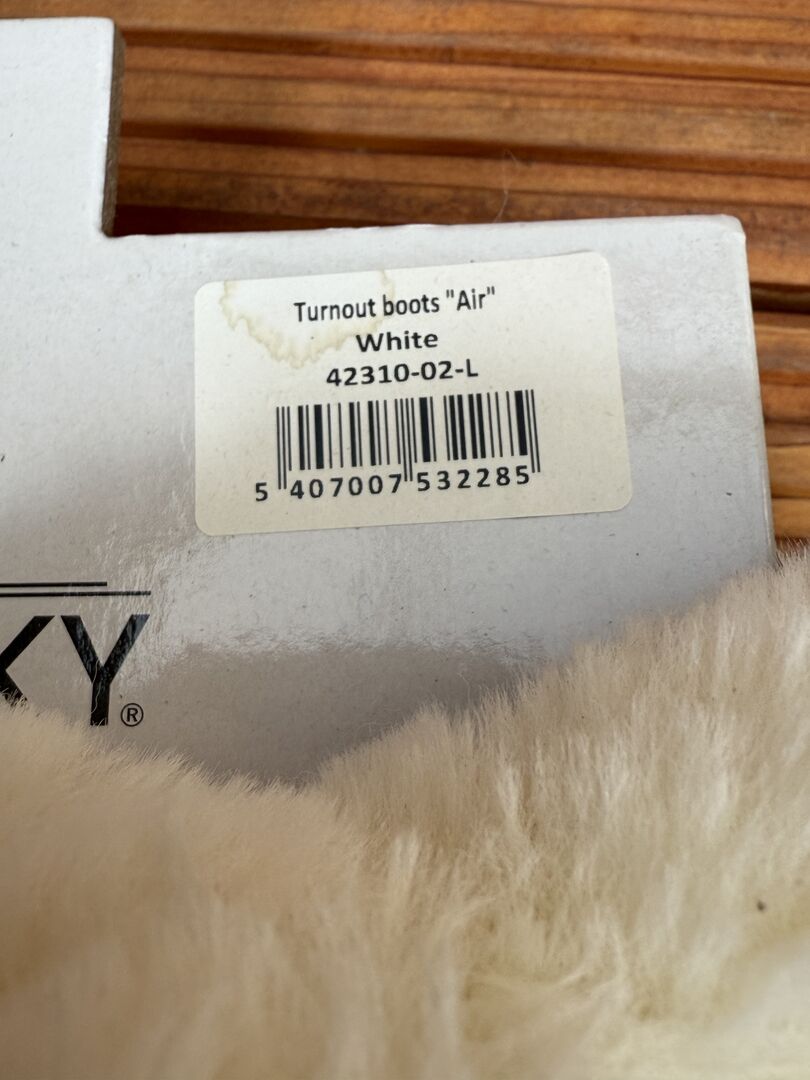 Turnout boots "Air"
White
42310-02-L
5 407007 532285
KY®